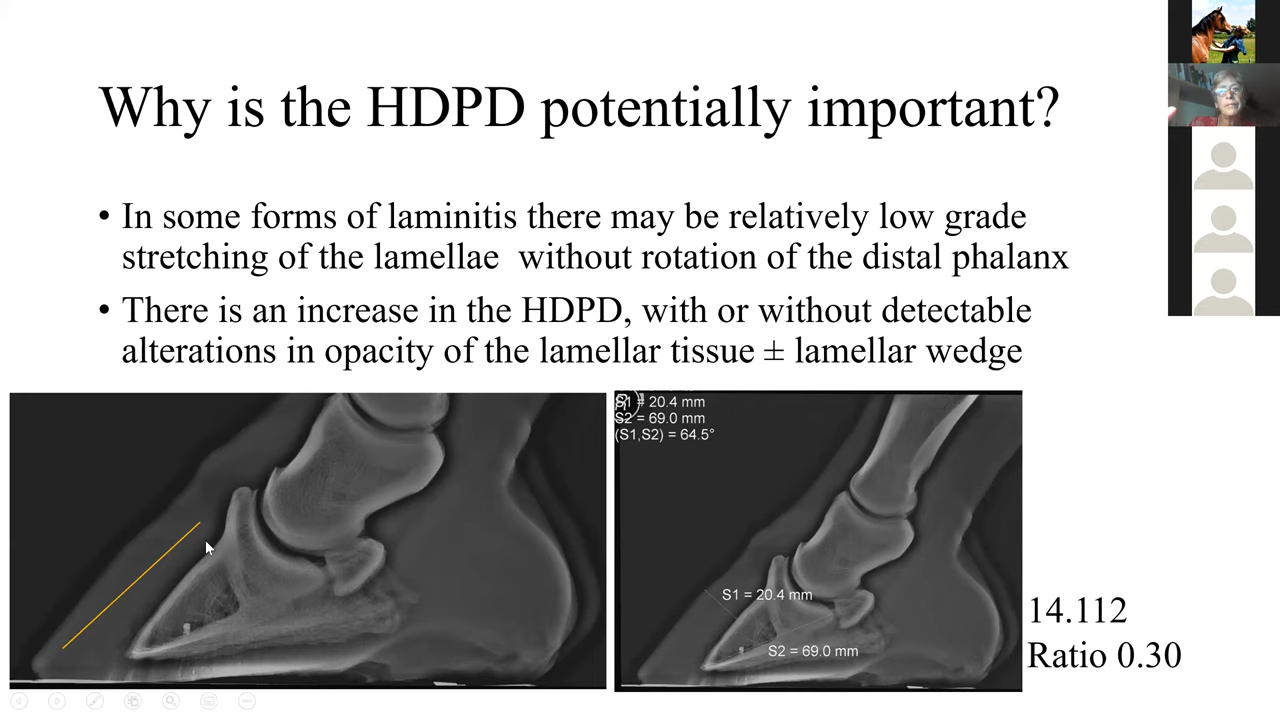 Why is the HDPD potentially important?
• In some forms of laminitis there may be relatively low grade
stretching of the lamellae  without rotation of the distal phalanx
• There is an increase in the HDPD, with or without detectable
alterations in opacity of the lamellar tissue ± lamellar wedge
S1 = 20.4 mm
S2 = 69.0 mm
(S1,S2) = 64.5°
S1 = 20.4 mm
S2 = 69.0 mm
14.112
Ratio 0.30